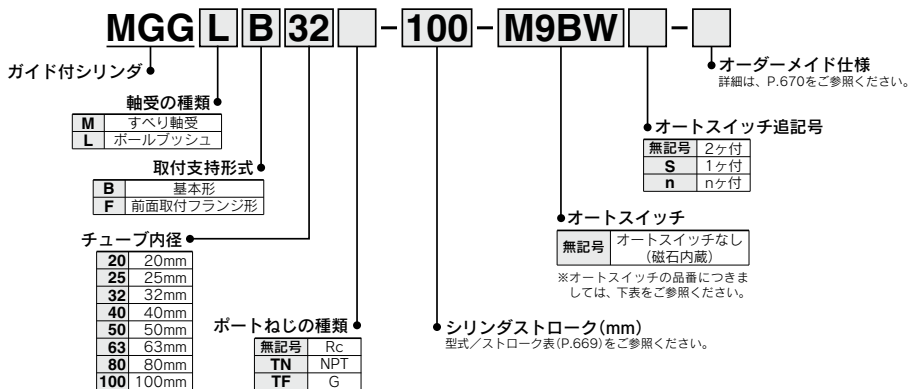 MGG L B 32 - 100 - M9BW -
ガイド付シリンダ
軸受の種類
M すべり軸受
L ボールブッシュ
取付支持形式
B 基本形
F 前面取付フランジ形
チューブ内径
20 20mm
25 25mm
32 32mm
40 40mm
50 50mm
63 63mm
80 80mm
100 100mm
ポートねじの種類
無記号 Rc
TN NPT
TF G
シリンダストローク(mm)
型式／ストローク表(P.669)をご参照ください。
オートスイッチ
無記号 オートスイッチなし
(磁石内蔵)
※オートスイッチの品番につきま
しては、下表をご参照ください。
オートスイッチ追記号
無記号 2ヶ付
S 1ヶ付
n nヶ付
オーダーメイド仕様
詳細は、P.670をご参照ください。